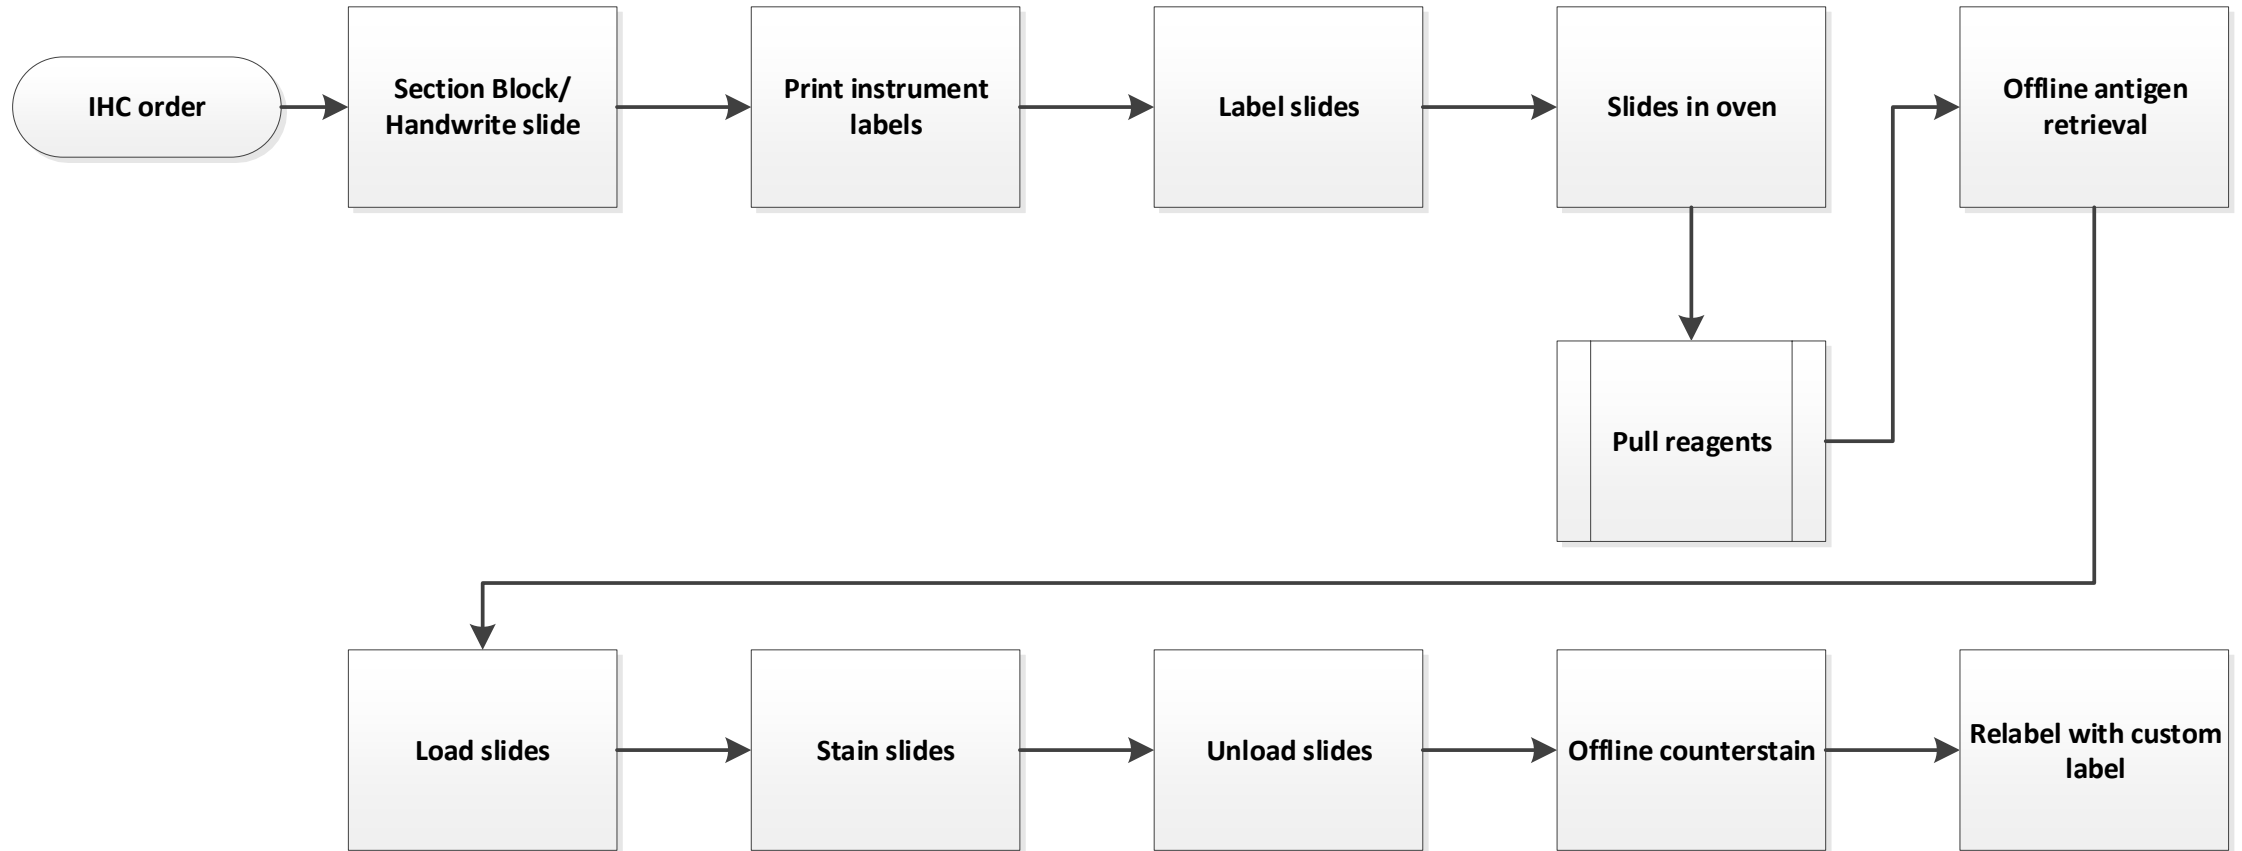 IHC order
Section Block/
Handwrite slide
Print instrument
labels
Label slides
Slides in oven
Offline antigen
retrieval
Pull reagents
Load slides
Stain slides
Unload slides
Offline counterstain
Relabel with custom
label